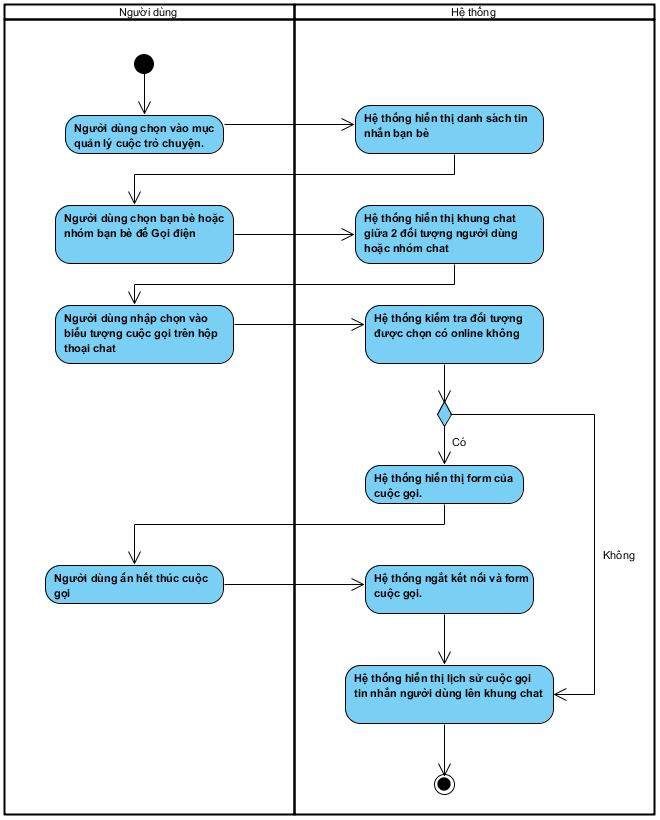 Người dùng
Hệ thống
Người dùng chọn vào mục
quản lý cuộc trò chuyện.
Hệ thống hiển thị danh sách tin
nhắn bạn bè
Người dùng chọn bạn bè hoặc
nhóm bạn bè để Gọi điện
Hệ thống hiển thị khung chat
giữa 2 đối tượng người dùng
hoặc nhóm chat
Người dùng nhập chọn vào
biểu tượng cuộc gọi trên hộp
thoại chat
Hệ thống kiểm tra đối tượng
được chọn có online không
Có
Hệ thống hiển thị form của
cuộc gọi.
Không
Người dùng ấn hết thúc cuộc
gọi
Hệ thống ngắt kết nối và form
cuộc gọi.
Hệ thống hiển thị lịch sử cuộc gọi
tin nhắn người dùng lên khung chat